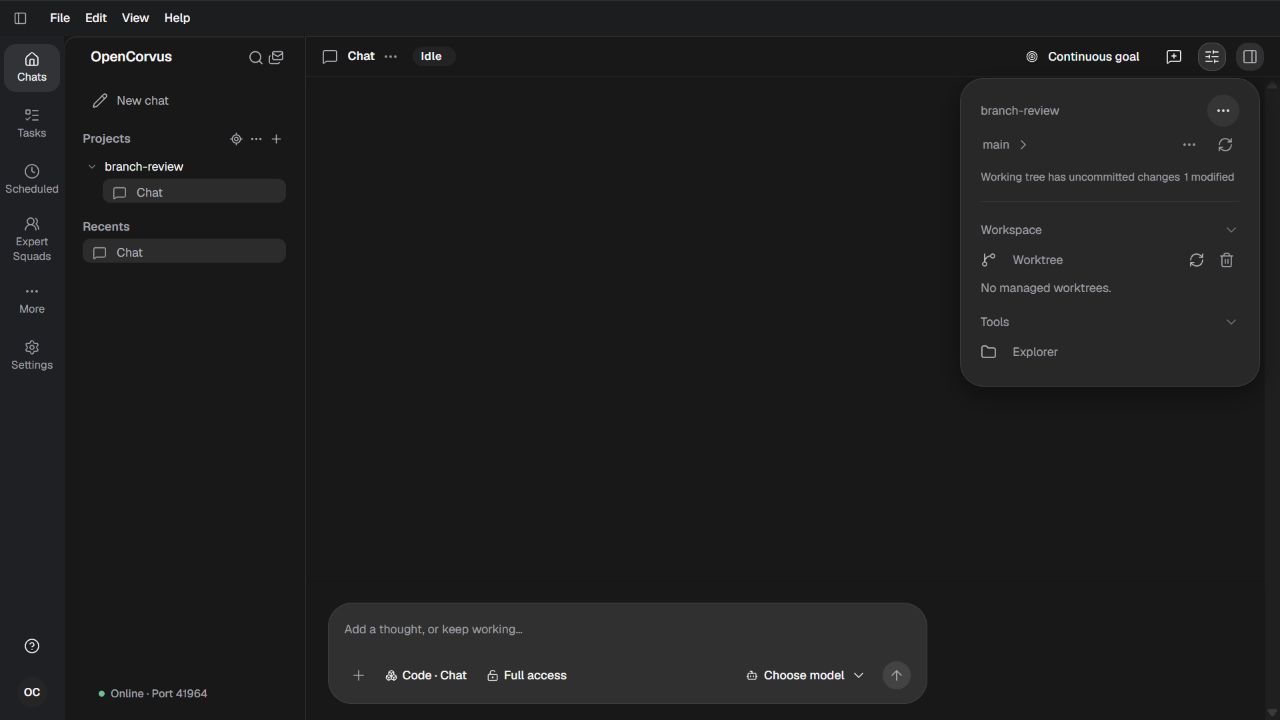 File Edit View Help
OpenCorvus
Chat
Idle
Continuous goal
Chats
Tasks
Scheduled
Expert
Squads
More
Settings
New chat
Projects
branch-review
Chat
Recents
Chat
branch-review
main
Working tree has uncommitted changes 1 modified
Workspace
Worktree
No managed worktrees.
Tools
Explorer
Add a thought, or keep working...
Code · Chat
Full access
Choose model
OC
Online · Port 41964